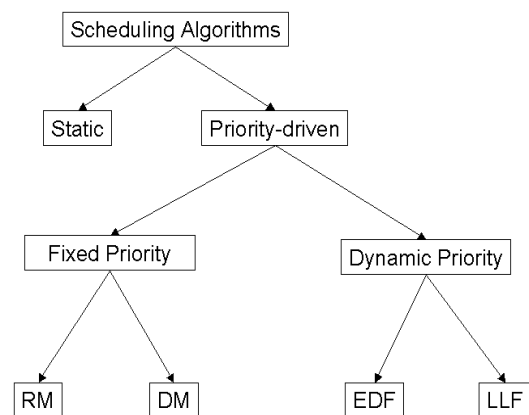 Scheduling Algorithms
Static
Priority-driven
Fixed Priority
Dynamic Priority
RM
DM
EDF
LLF